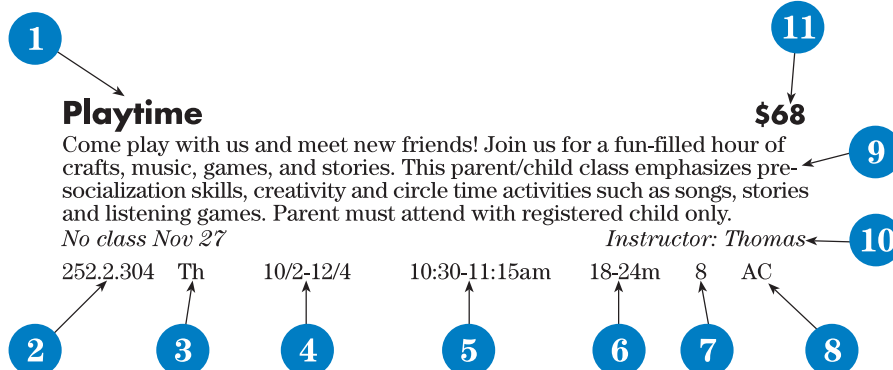 1
11
Playtime $68
Come play with us and meet new friends! Join us for a fun-filled hour of
crafts, music, games, and stories. This parent/child class emphasizes pre-
socialization skills, creativity and circle time activities such as songs, stories
and listening games. Parent must attend with registered child only.
9
No class Nov 27 Instructor: Thomas
10
252.2.304 Th 10/2-12/4 10:30-11:15am 18-24m 8 AC
2 3 4 5 6 7 8